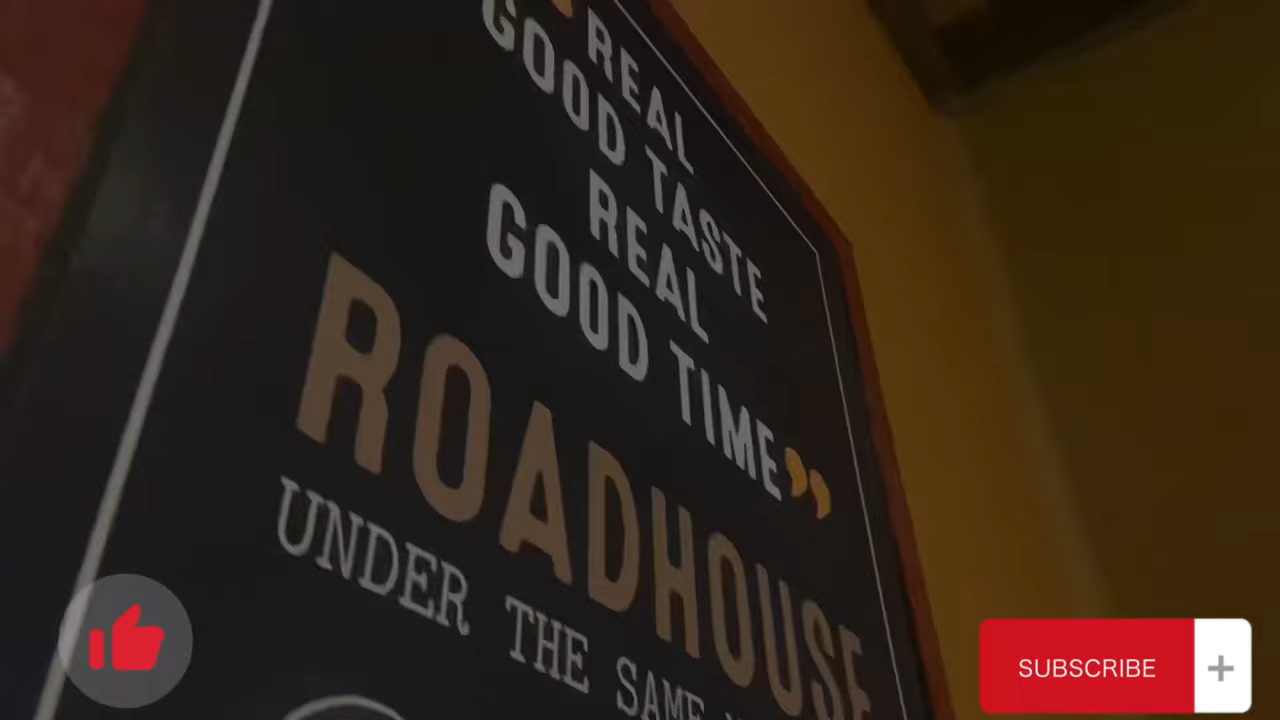 “REAL
GOOD TASTE
REAL
GOOD TIME”
ROADHOUSE
UNDER THE SAME
SUBSCRIBE +